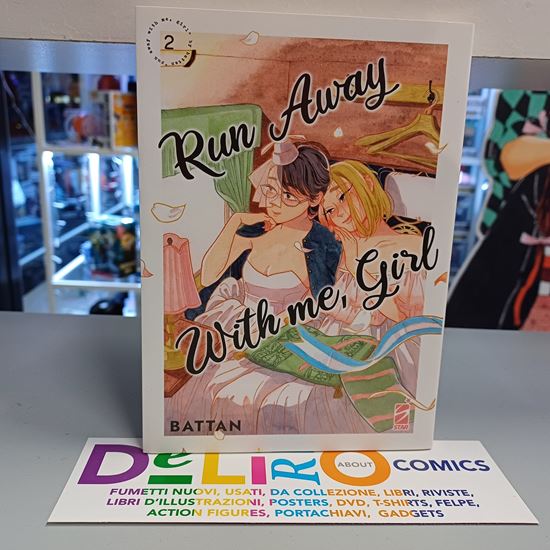 2
Run Away
With me, Girl
BATTAN
STAR
DeLiRO ABOUT COMICS
FUMETTI NUOVI, USATI, DA COLLEZIONE, LIBRI, RIVISTE,
LIBRI D'ILLUSTRAZIONI, POSTERS, DVD, T-SHIRTS, FELPE,
ACTION FIGURES, PORTACHIAVI, GADGETS